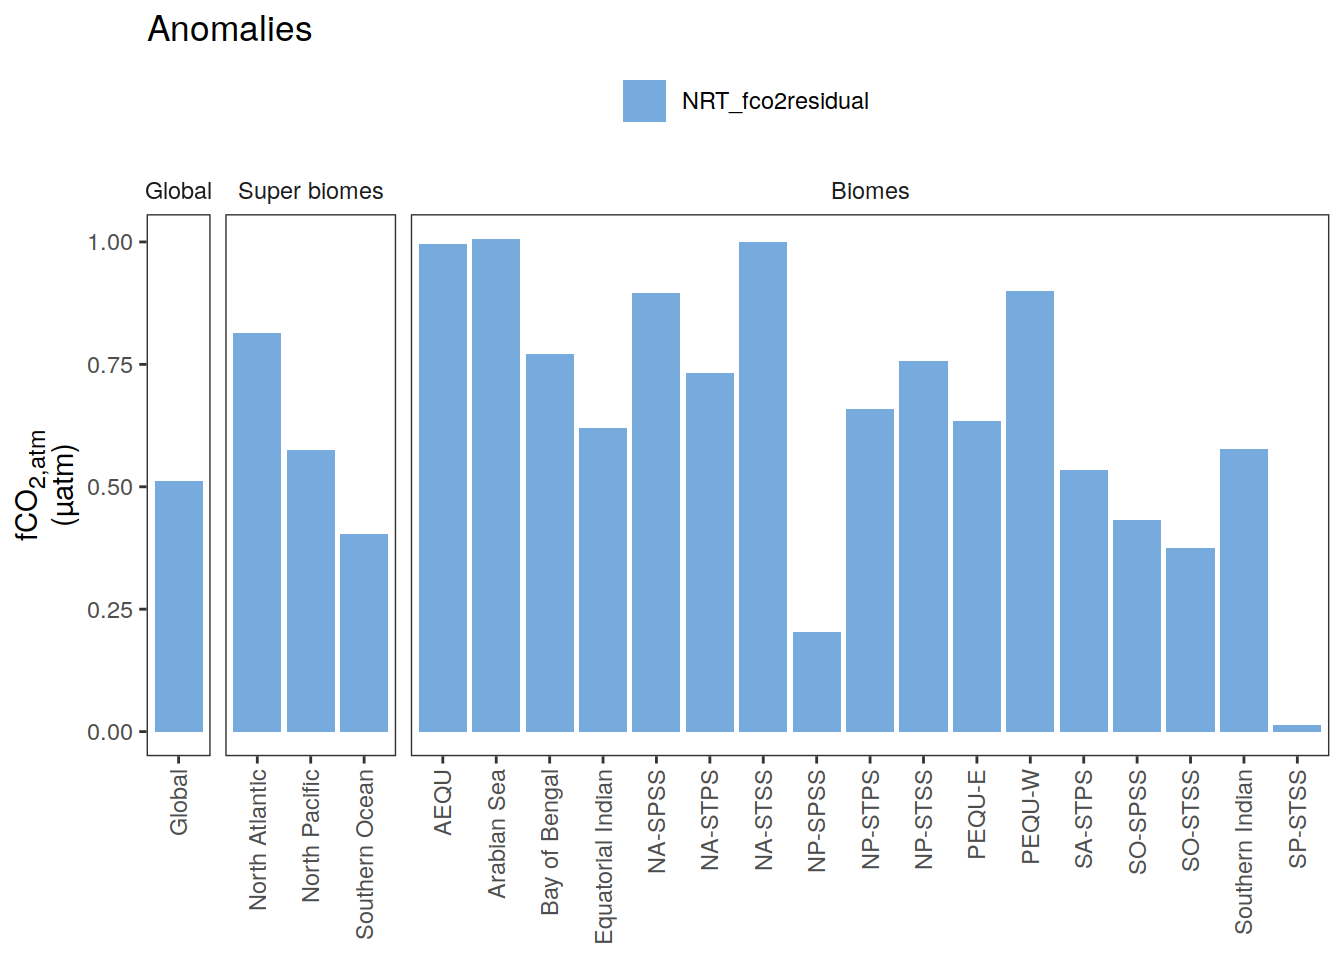 Anomalies
NRT_fco2residual
Global
Super biomes
Biomes
fCO2,atm
(µatm)
1.00
0.75
0.50
0.25
0.00
Global
North Atlantic
North Pacific
Southern Ocean
AEQU
Arabian Sea
Bay of Bengal
Equatorial Indian
NA-SPSS
NA-STPS
NA-STSS
NP-SPSS
NP-STPS
NP-STSS
PEQU-E
PEQU-W
SA-STPS
SO-SPSS
SO-STSS
Southern Indian
SP-STSS